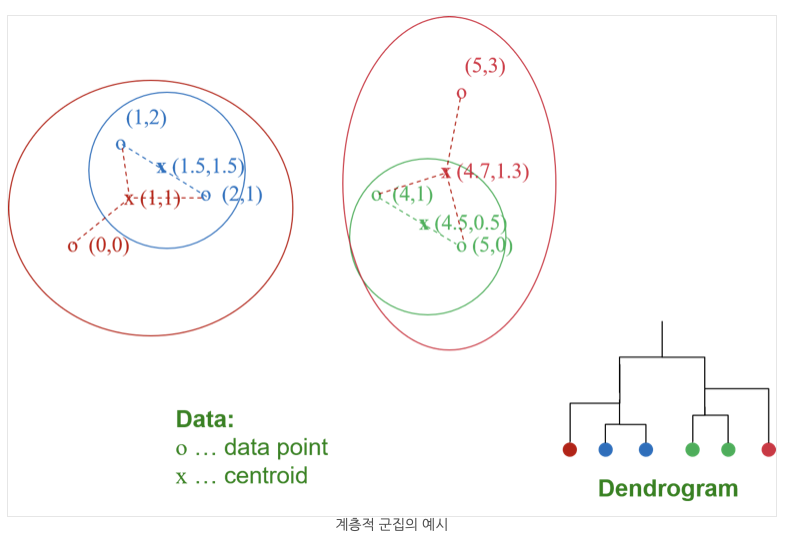 (5,3)
o
(1,2)
o
x (1.5,1.5)
x (4.7,1.3)
x (1,1)
o (2,1)
o (4,1)
x (4.5,0.5)
o (0,0)
o (5,0)
Data:
o … data point
x … centroid
Dendrogram
계층적 군집의 예시